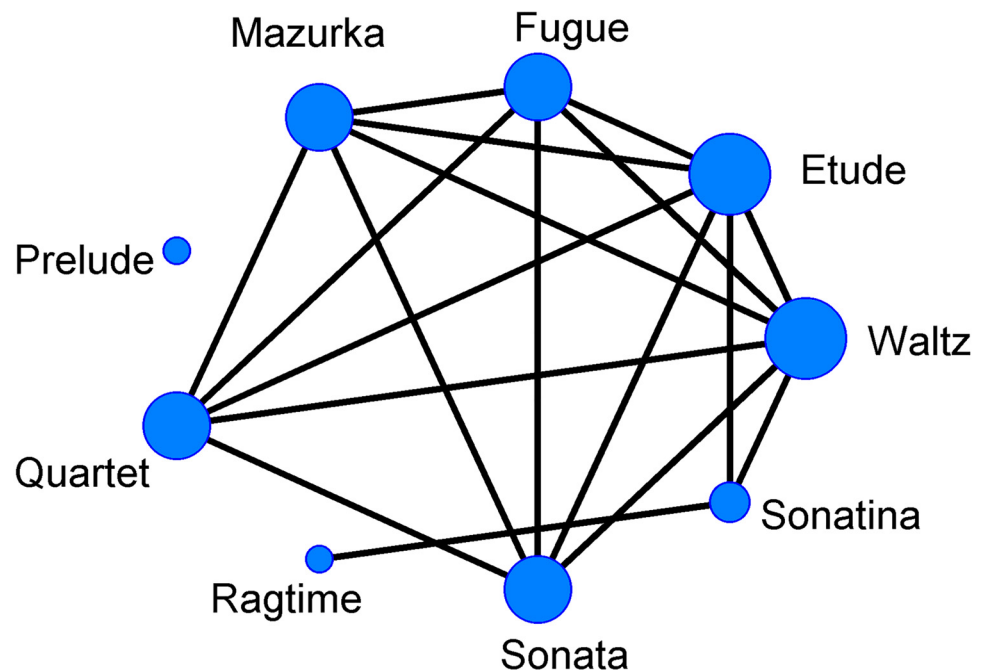 Fugue
Mazurka
Etude
Prelude
Waltz
Quartet
Sonatina
Ragtime
Sonata